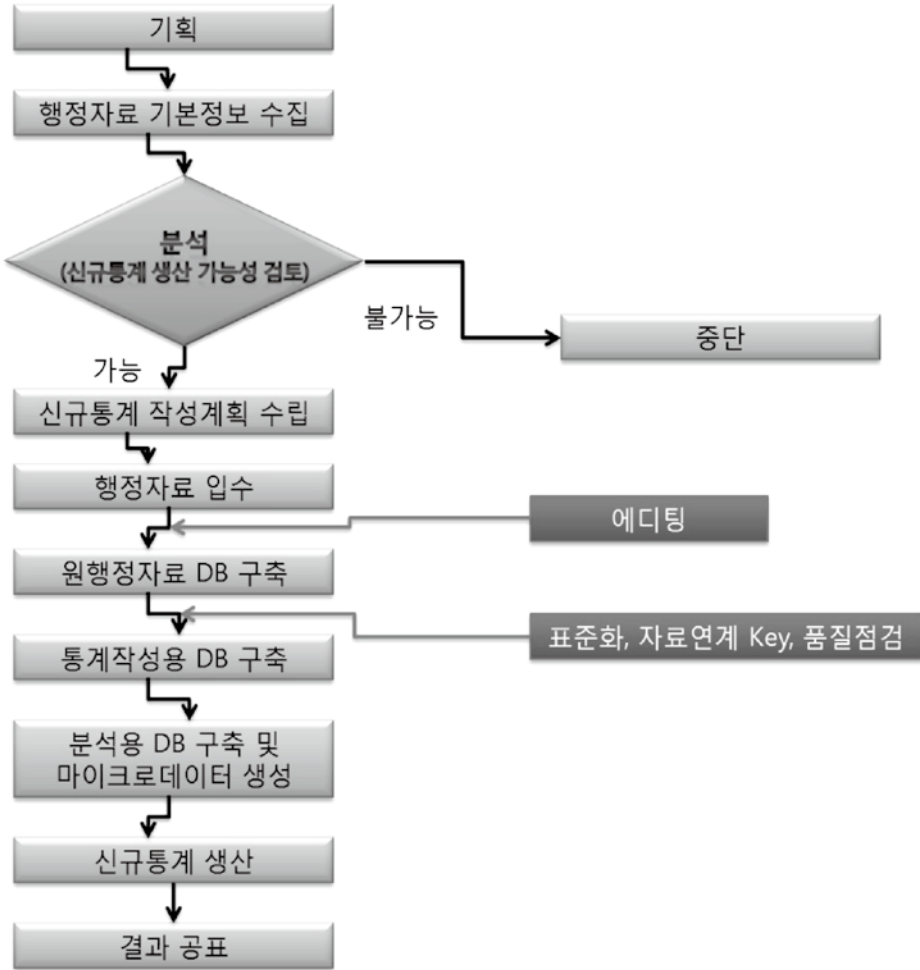 기획
행정자료 기본정보 수집
분석
(신규통계 생산 가능성 검토)
불가능
중단
가능
신규통계 작성계획 수립
행정자료 입수
에디팅
원행정자료 DB 구축
표준화, 자료연계 Key, 품질점검
통계작성용 DB 구축
분석용 DB 구축 및
마이크로데이터 생성
신규통계 생산
결과 공표